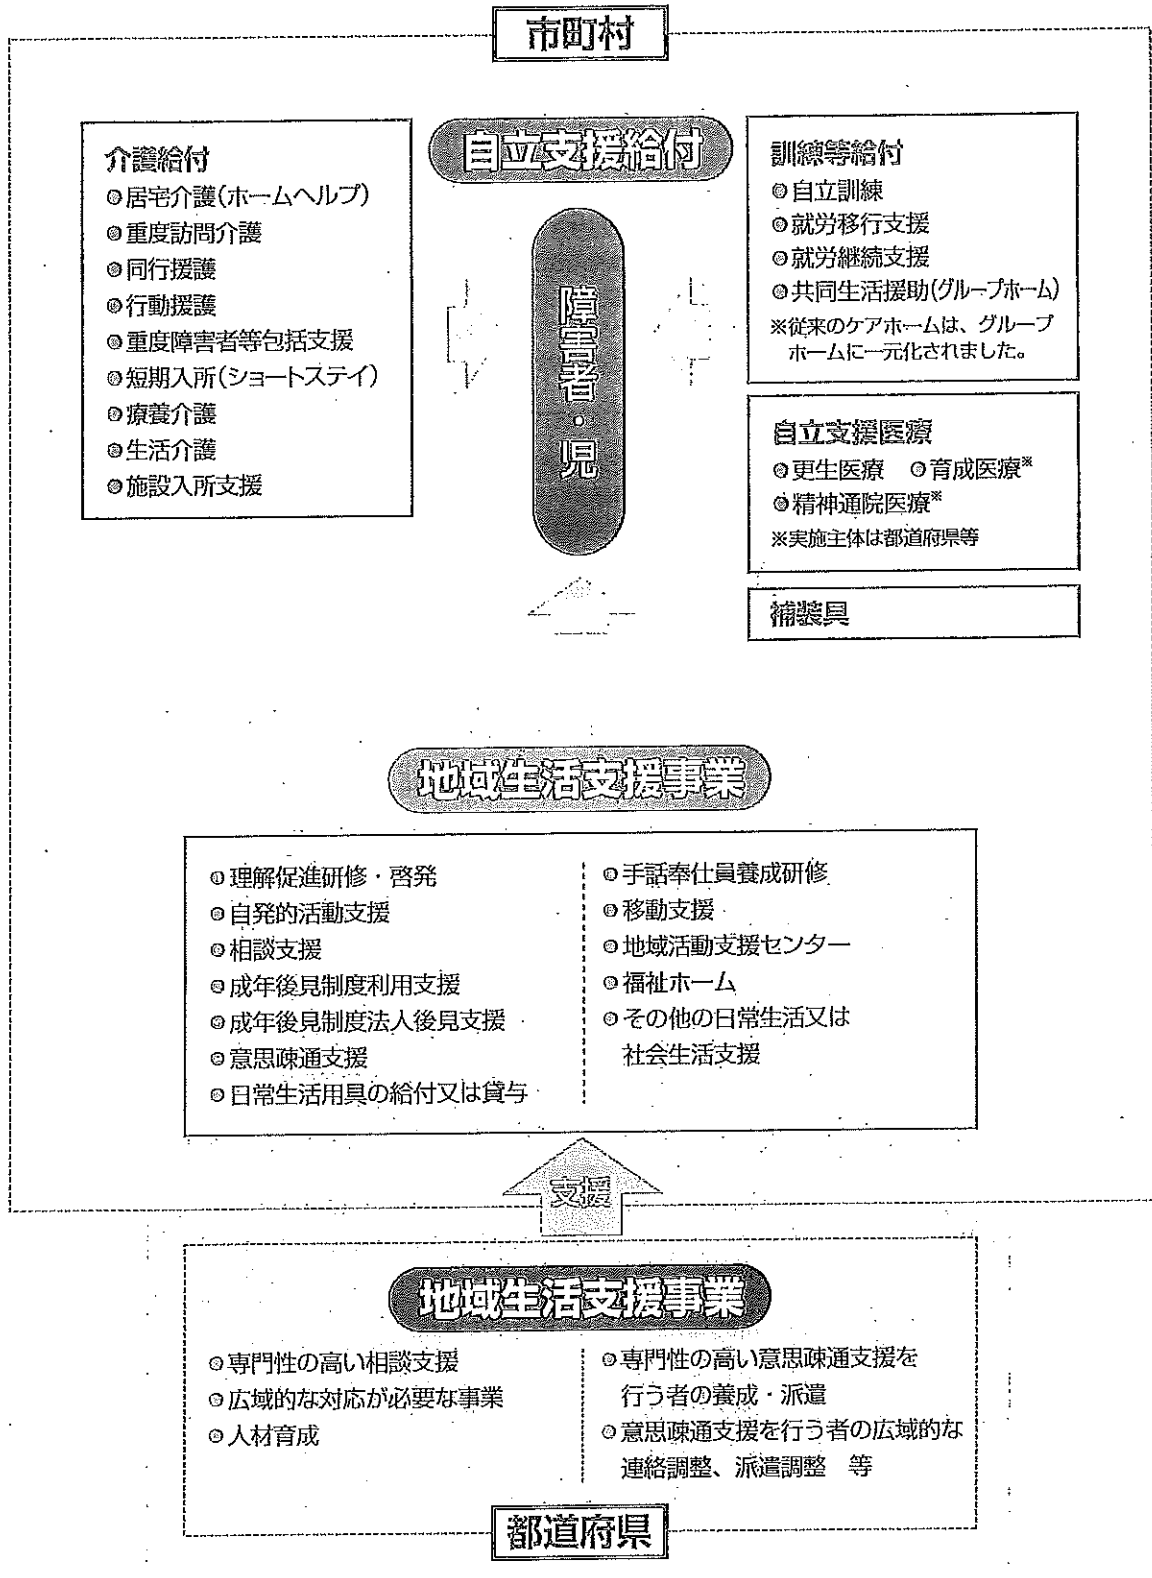 市町村
自立支援給付
介護給付
◎居宅介護(ホームヘルプ)
◎重度訪問介護
◎同行援護
◎行動援護
◎重度障害者等包括支援
◎短期入所(ショートステイ)
◎療養介護
◎生活介護
◎施設入所支援
障害者・児
訓練等給付
◎自立訓練
◎就労移行支援
◎就労継続支援
◎共同生活援助(グループホーム)
※従来のケアホームは、グループ
ホームに一元化されました。
自立支援医療
◎更生医療 ◎育成医療※
◎精神通院医療※
※実施主体は都道府県等
補装具
地域生活支援事業
◎理解促進研修・啓発
◎自発的活動支援
◎相談支援
◎成年後見制度利用支援
◎成年後見制度法人後見支援
◎意思疎通支援
◎日常生活用具の給付又は貸与
◎手話奉仕員養成研修
◎移動支援
◎地域活動支援センター
◎福祉ホーム
◎その他の日常生活又は
社会生活支援
支援
地域生活支援事業
◎専門性の高い相談支援
◎広域的な対応が必要な事業
◎人材育成
◎専門性の高い意思疎通支援を
行う者の養成・派遣
◎意思疎通支援を行う者の広域的な
連絡調整、派遣調整 等
都道府県